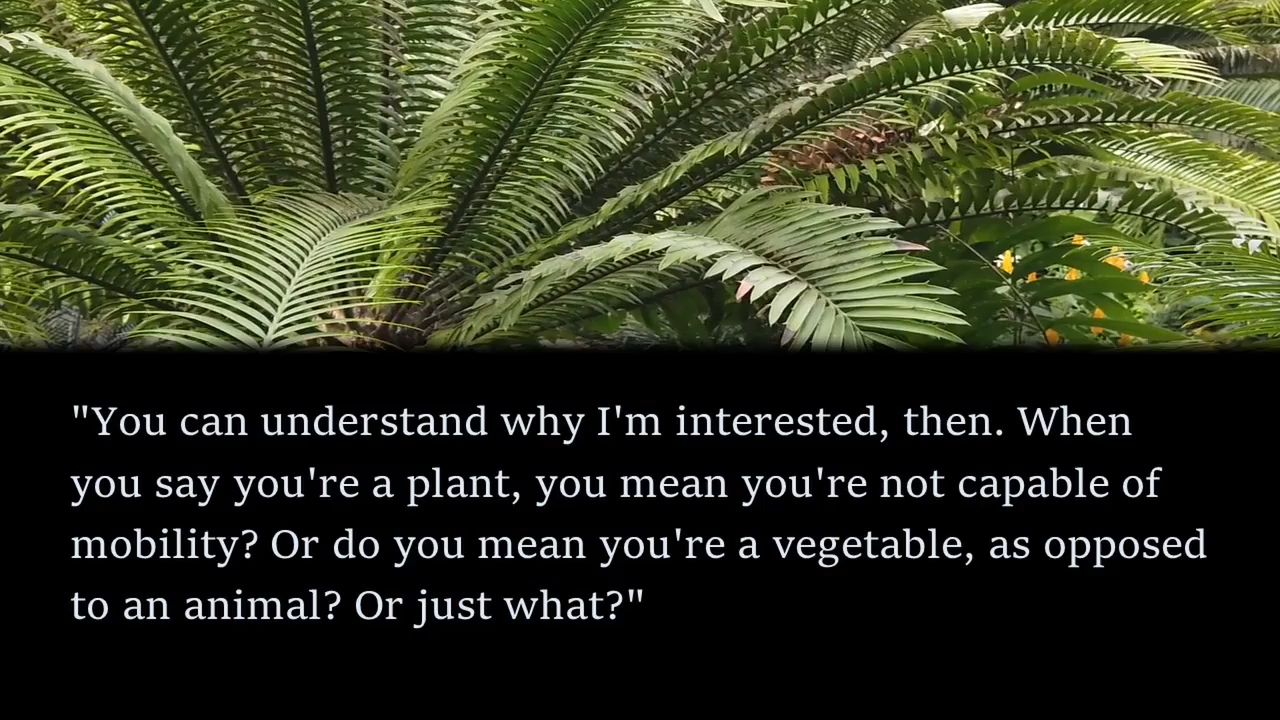 "You can understand why I'm interested, then. When
you say you're a plant, you mean you're not capable of
mobility? Or do you mean you're a vegetable, as opposed
to an animal? Or just what?"